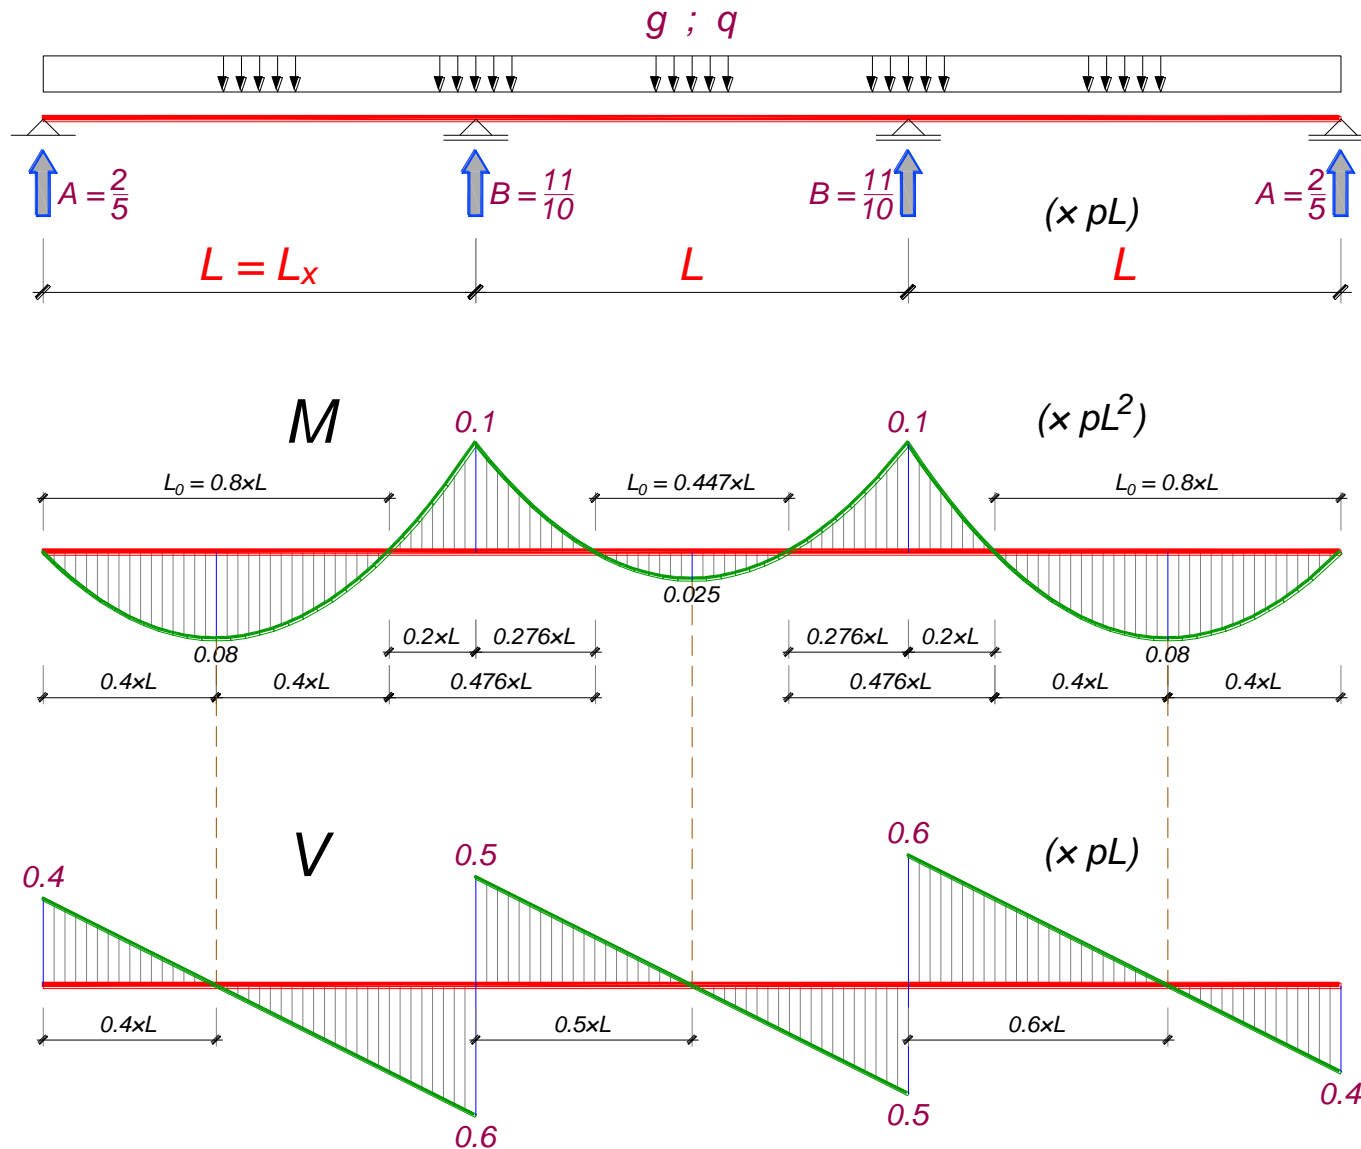 g ; q
A = 2/5
B = 11/10
B = 11/10
A = 2/5
(× pL)
L = Lx
L
L
M
0.1
0.1
(× pL²)
L₀ = 0.8×L
L₀ = 0.447×L
L₀ = 0.8×L
0.08
0.025
0.08
0.2×L
0.276×L
0.276×L
0.2×L
0.4×L
0.4×L
0.476×L
0.476×L
0.4×L
0.4×L
V
(× pL)
0.4
0.5
0.6
0.4×L
0.5×L
0.6×L
0.6
0.5
0.4